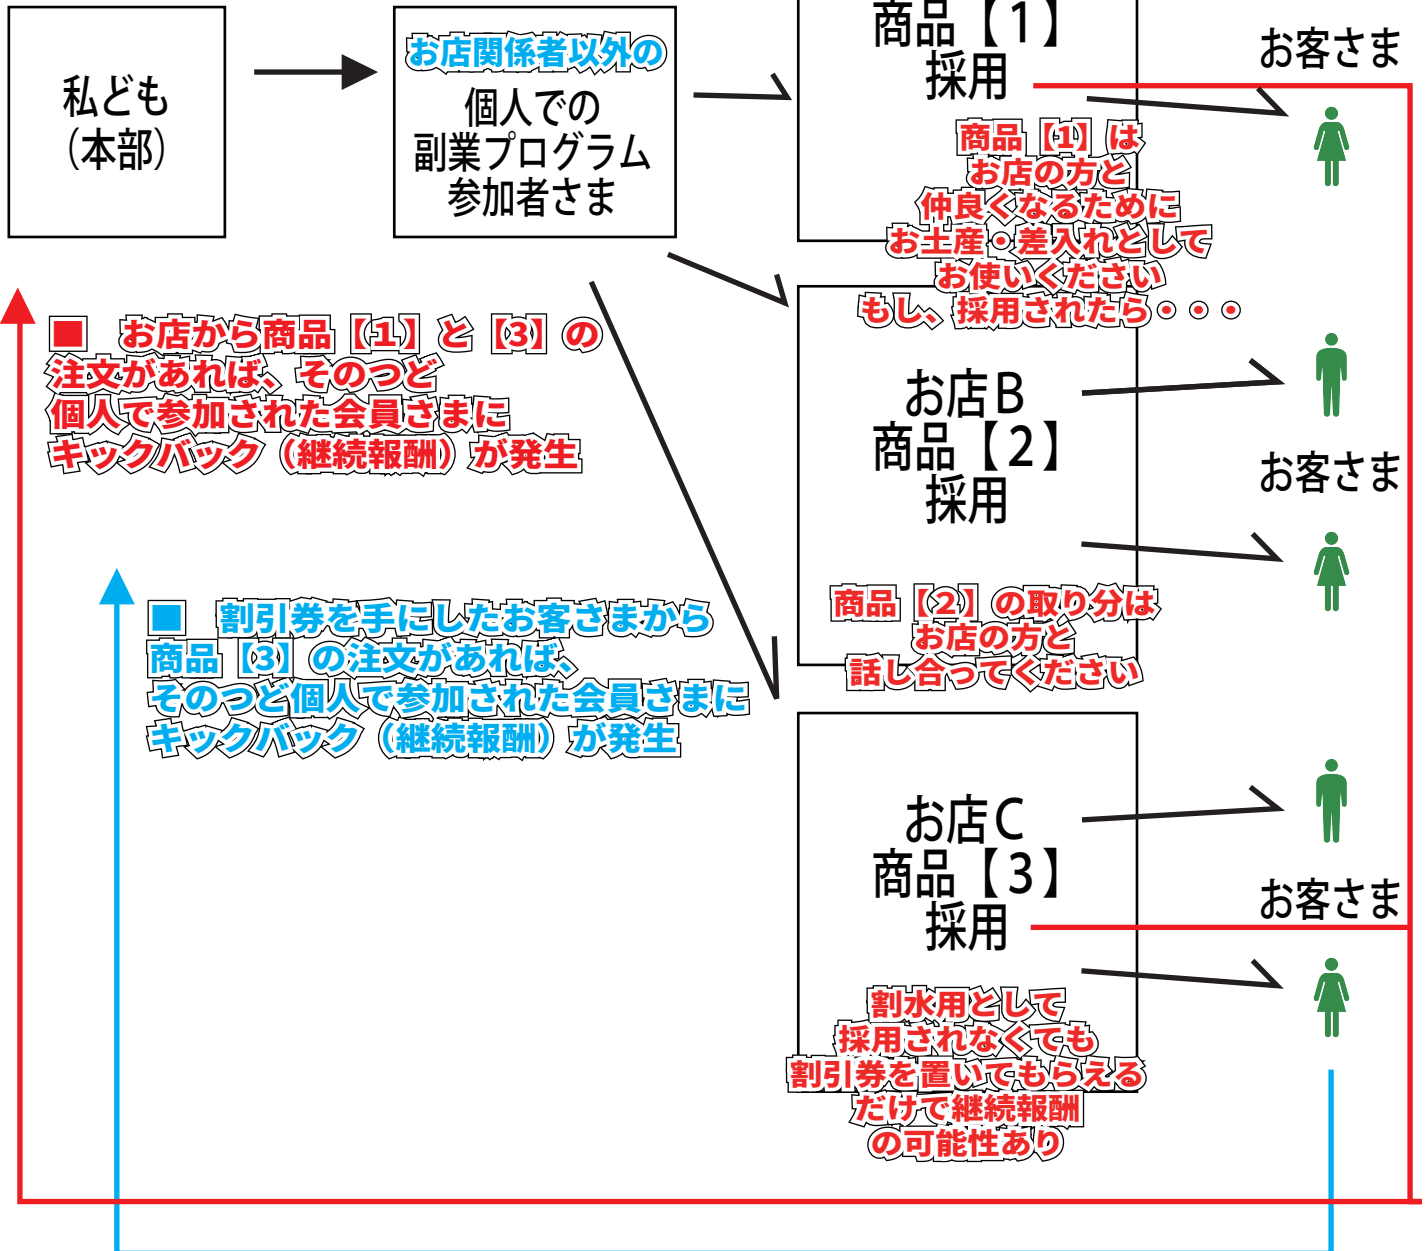 私ども
（本部）
お店関係者以外の
個人での
副業プログラム
参加者さま
商品【１】
採用
商品【1】は
お店の方と
仲良くなるために
お土産・差入れとして
お使いください
もし、採用されたら・・・
お客さま
■　お店から商品【１】と【3】の
注文があれば、そのつど
個人で参加された会員さまに
キックバック（継続報酬）が発生
お店Ｂ
商品【２】
採用
商品【２】の取り分は
お店の方と
話し合ってください
お客さま
■　割引券を手にしたお客さまから
商品【3】の注文があれば、
そのつど個人で参加された会員さまに
キックバック（継続報酬）が発生
お店Ｃ
商品【３】
採用
割水用として
採用されなくても
割引券を置いてもらえる
だけで継続報酬
の可能性あり
お客さま